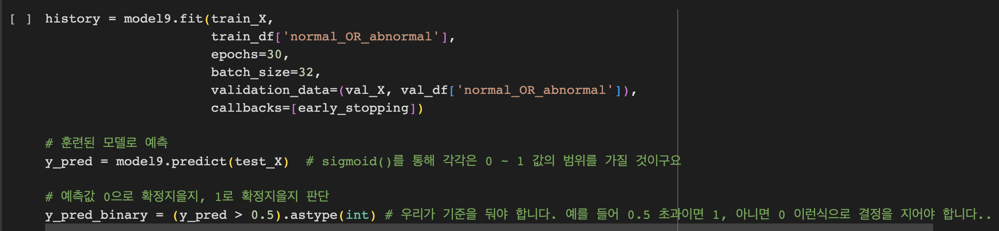 [ ] history = model9.fit(train_X,
train_df['normal_OR_abnormal'],
epochs=30,
batch_size=32,
validation_data=(val_X, val_df['normal_OR_abnormal']),
callbacks=[early_stopping])
# 훈련된 모델로 예측
y_pred = model9.predict(test_X)  # sigmoid()를 통해 각각은 0 ~ 1 값의 범위를 가질 것이구요
# 예측값 0으로 확정지을지, 1로 확정지을지 판단
y_pred_binary = (y_pred > 0.5).astype(int) # 우리가 기준을 둬야 합니다. 예를 들어 0.5 초과이면 1, 아니면 0 이런식으로 결정을 지어야 합니다..